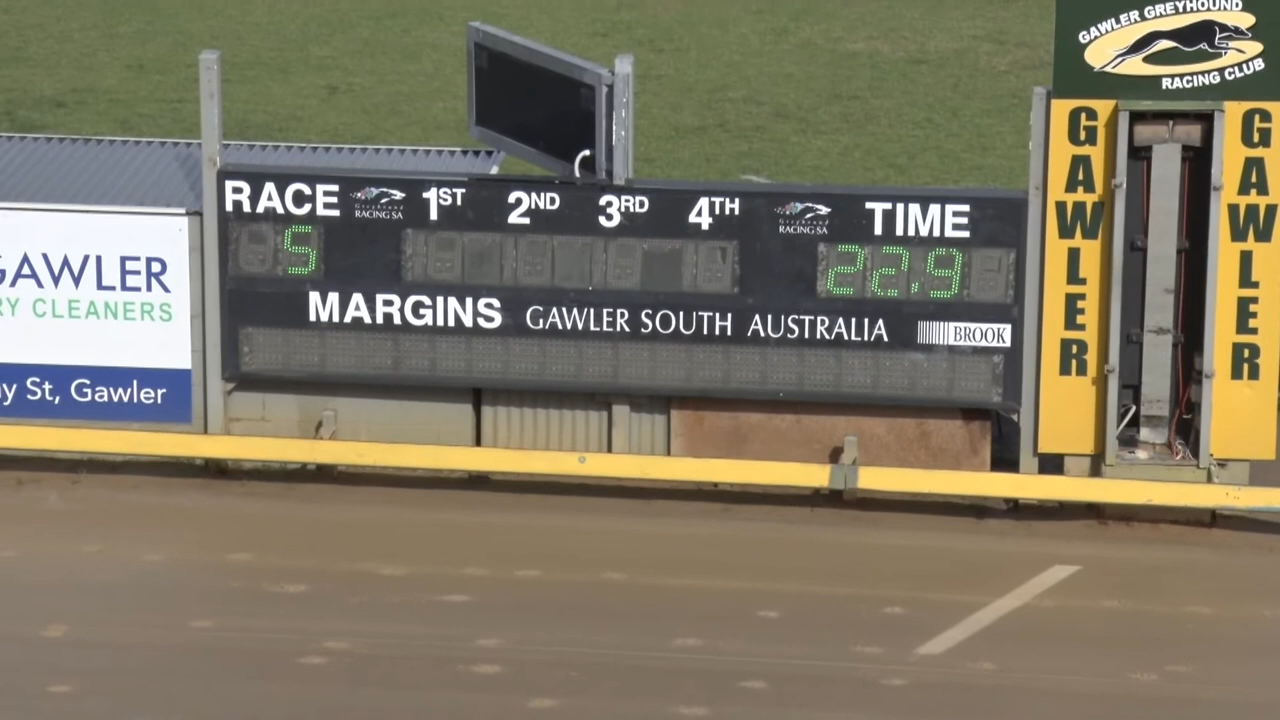 GAWLER GREYHOUND
RACING CLUB
RACE
Greyhound
RACING SA
1ST 2ND 3RD 4TH
Greyhound
RACING SA
TIME
5
22.9
MARGINS GAWLER SOUTH AUSTRALIA BROOK
GAWLER
GAWLER
GAWLER
RY CLEANERS
ay St, Gawler